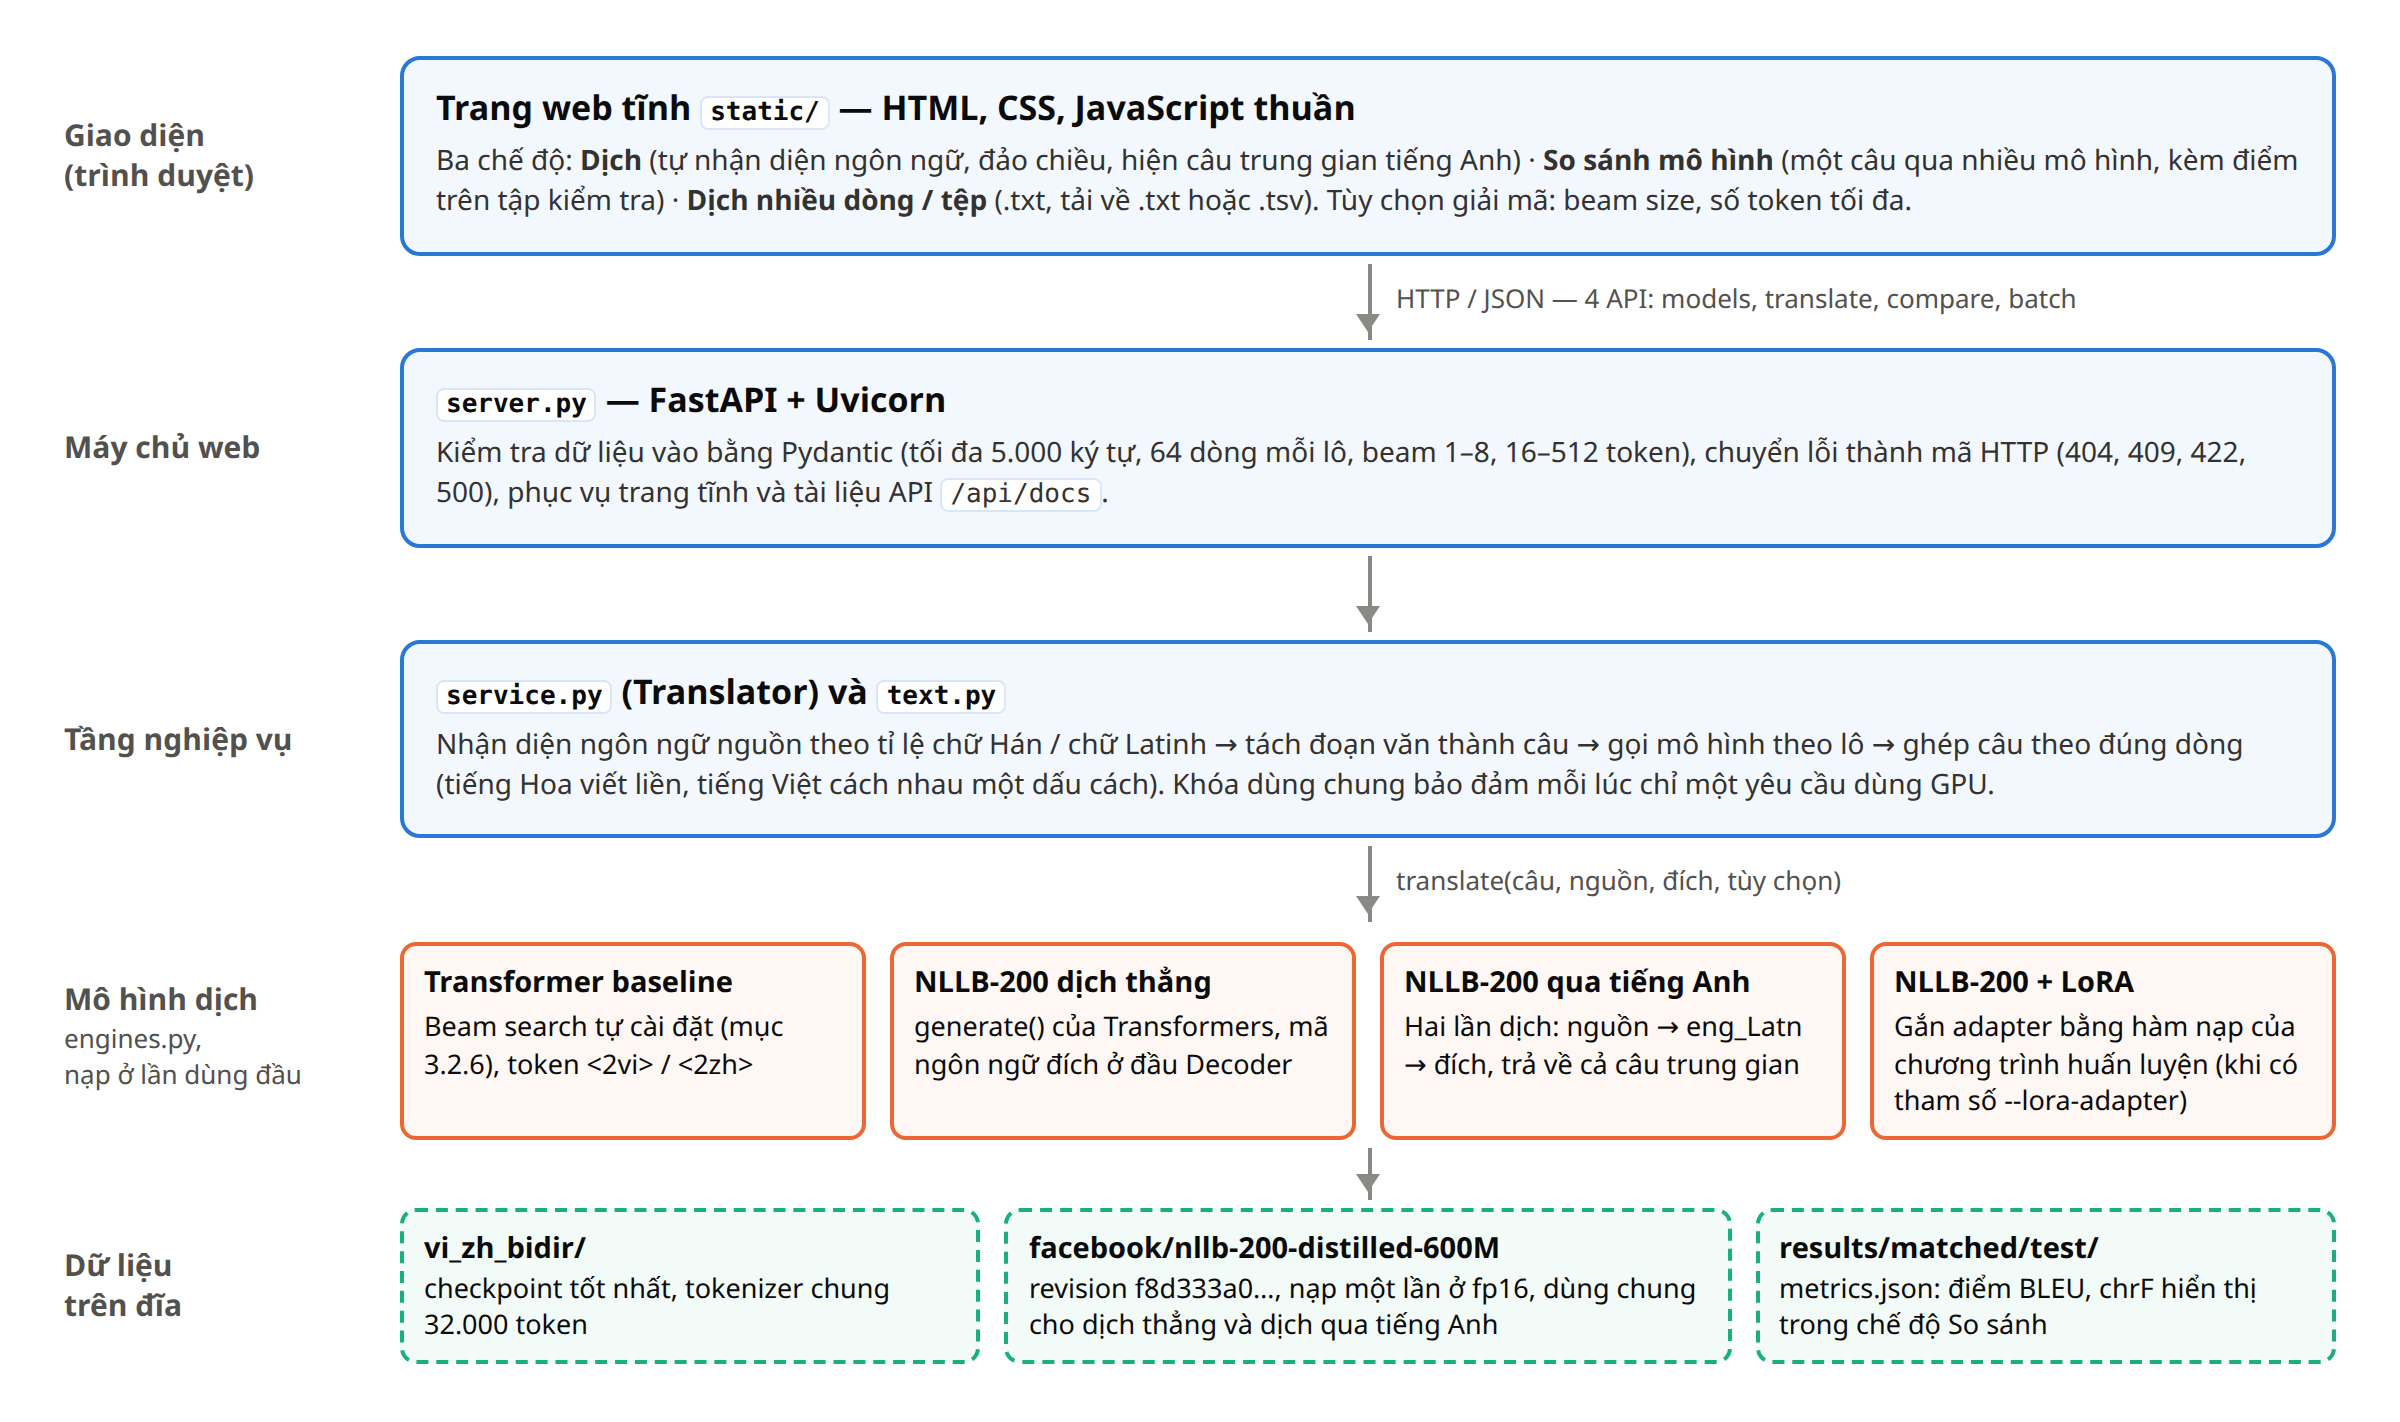 Giao diện
(trình duyệt)
Trang web tĩnh static/ — HTML, CSS, JavaScript thuần
Ba chế độ: Dịch (tự nhận diện ngôn ngữ, đảo chiều, hiện câu trung gian tiếng Anh) · So sánh mô hình (một câu qua nhiều mô hình, kèm điểm
trên tập kiểm tra) · Dịch nhiều dòng / tệp (.txt, tải về .txt hoặc .tsv). Tùy chọn giải mã: beam size, số token tối đa.
HTTP / JSON — 4 API: models, translate, compare, batch
Máy chủ web
server.py — FastAPI + Uvicorn
Kiểm tra dữ liệu vào bằng Pydantic (tối đa 5.000 ký tự, 64 dòng mỗi lô, beam 1–8, 16–512 token), chuyển lỗi thành mã HTTP (404, 409, 422,
500), phục vụ trang tĩnh và tài liệu API /api/docs.
Tầng nghiệp vụ
service.py (Translator) và text.py
Nhận diện ngôn ngữ nguồn theo tỉ lệ chữ Hán / chữ Latinh → tách đoạn văn thành câu → gọi mô hình theo lô → ghép câu theo đúng dòng
(tiếng Hoa viết liền, tiếng Việt cách nhau một dấu cách). Khóa dùng chung bảo đảm mỗi lúc chỉ một yêu cầu dùng GPU.
translate(câu, nguồn, đích, tùy chọn)
Mô hình dịch
engines.py,
nạp ở lần dùng đầu
Transformer baseline
Beam search tự cài đặt (mục
3.2.6), token <2vi> / <2zh>
NLLB-200 dịch thẳng
generate() của Transformers, mã
ngôn ngữ đích ở đầu Decoder
NLLB-200 qua tiếng Anh
Hai lần dịch: nguồn → eng_Latn
→ đích, trả về cả câu trung gian
NLLB-200 + LoRA
Gắn adapter bằng hàm nạp của
chương trình huấn luyện (khi có
tham số --lora-adapter)
Dữ liệu
trên đĩa
vi_zh_bidir/
checkpoint tốt nhất, tokenizer chung
32.000 token
facebook/nllb-200-distilled-600M
revision f8d333a0..., nạp một lần ở fp16, dùng chung
cho dịch thẳng và dịch qua tiếng Anh
results/matched/test/
metrics.json: điểm BLEU, chrF hiển thị
trong chế độ So sánh